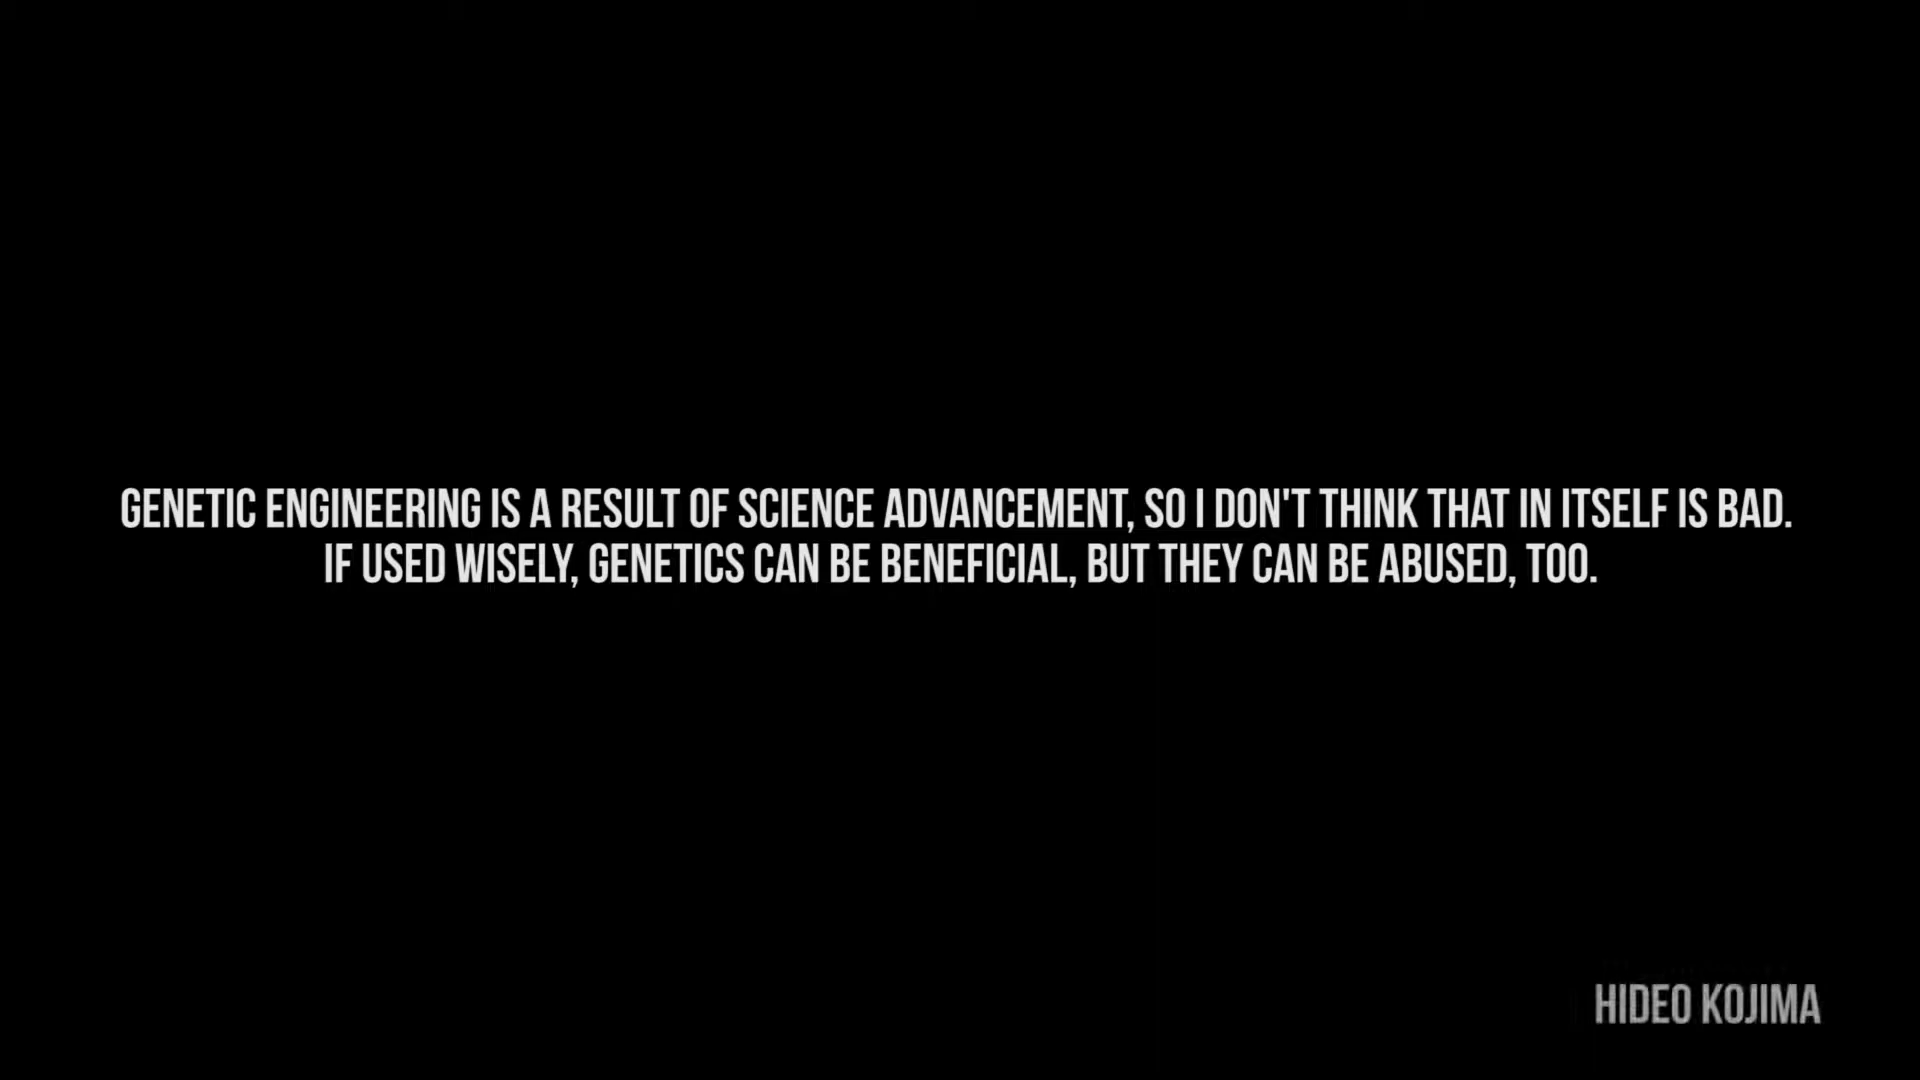 GENETIC ENGINEERING IS A RESULT OF SCIENCE ADVANCEMENT, SO I DON'T THINK THAT IN ITSELF IS BAD.
IF USED WISELY, GENETICS CAN BE BENEFICIAL, BUT THEY CAN BE ABUSED, TOO.
HIDEO KOJIMA